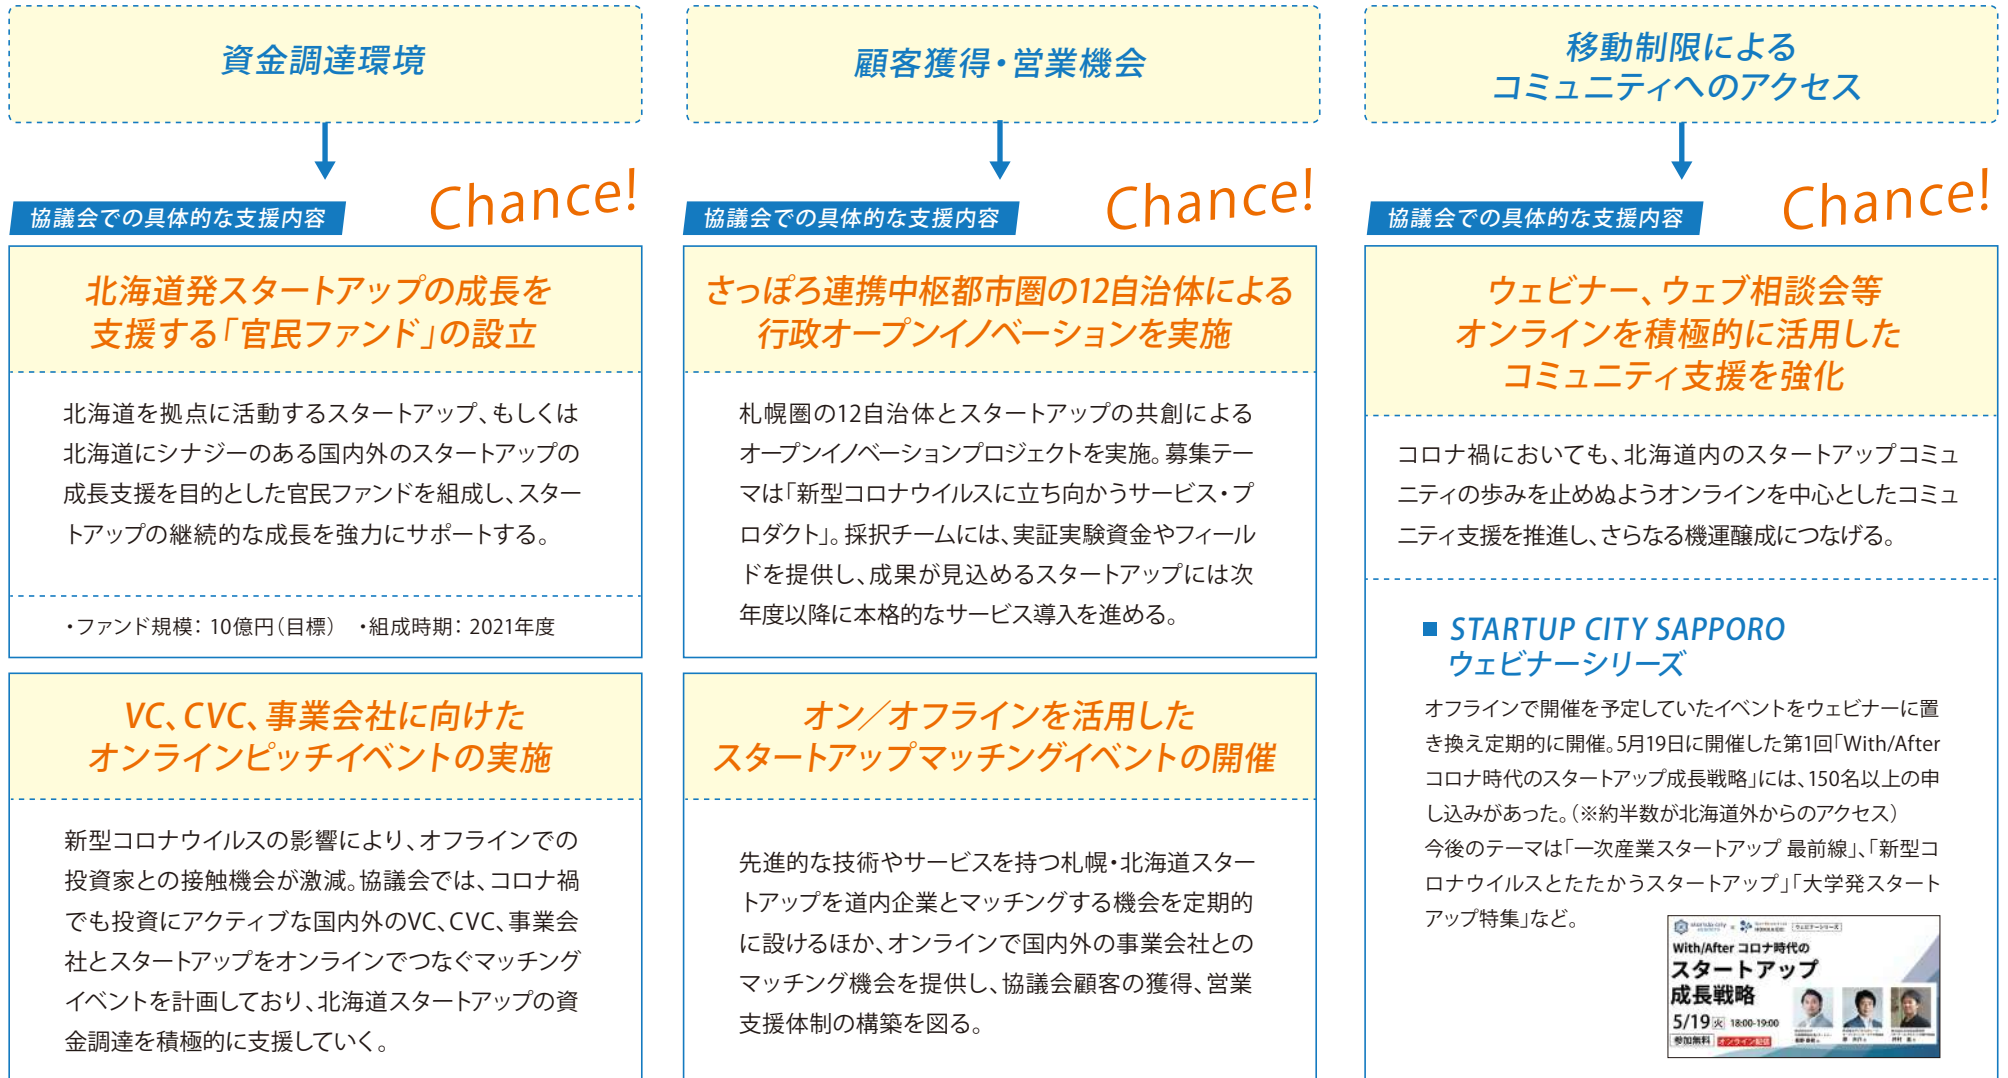 資金調達環境
Chance!
協議会での具体的な支援内容
北海道発スタートアップの成長を
支援する「官民ファンド」の設立
北海道を拠点に活動するスタートアップ、もしくは
北海道にシナジーのある国内外のスタートアップの
成長支援を目的とした官民ファンドを組成し、スター
トアップの継続的な成長を強力にサポートする。
・ファンド規模：10億円（目標） ・組成時期：2021年度
VC、CVC、事業会社に向けた
オンラインピッチイベントの実施
新型コロナウイルスの影響により、オフラインでの
投資家との接触機会が激減。協議会では、コロナ禍
でも投資にアクティブな国内外のVC、CVC、事業会
社とスタートアップをオンラインでつなぐマッチング
イベントを計画しており、北海道スタートアップの資
金調達を積極的に支援していく。
顧客獲得・営業機会
Chance!
協議会での具体的な支援内容
さっぽろ連携中枢都市圏の12自治体による
行政オープンイノベーションを実施
札幌圏の12自治体とスタートアップの共創による
オープンイノベーションプロジェクトを実施。募集テー
マは「新型コロナウイルスに立ち向かうサービス・プ
ロダクト」。採択チームには、実証実験資金やフィール
ドを提供し、成果が見込めるスタートアップには次
年度以降に本格的なサービス導入を進める。
オン／オフラインを活用した
スタートアップマッチングイベントの開催
先進的な技術やサービスを持つ札幌・北海道スター
トアップを道内企業とマッチングする機会を定期的
に設けるほか、オンラインで国内外の事業会社との
マッチング機会を提供し、協議会顧客の獲得、営業
支援体制の構築を図る。
移動制限による
コミュニティへのアクセス
Chance!
協議会での具体的な支援内容
ウェビナー、ウェブ相談会等
オンラインを積極的に活用した
コミュニティ支援を強化
コロナ禍においても、北海道内のスタートアップコミュ
ニティの歩みを止めぬようオンラインを中心としたコミュ
ニティ支援を推進し、さらなる機運醸成につなげる。
■ STARTUP CITY SAPPORO
ウェビナーシリーズ
オフラインで開催を予定していたイベントをウェビナーに置
き換え定期的に開催。5月19日に開催した第1回「With/After
コロナ時代のスタートアップ成長戦略」には、150名以上の申
し込みがあった。（※約半数が北海道外からのアクセス）
今後のテーマは「一次産業スタートアップ 最前線」、「新型コ
ロナウイルスとたたかうスタートアップ」「大学発スタート
アップ特集」など。
ウェビナーシリーズ
With/After コロナ時代の
スタートアップ
成長戦略
5/19 火 18:00-19:00
参加無料 オンライン配信